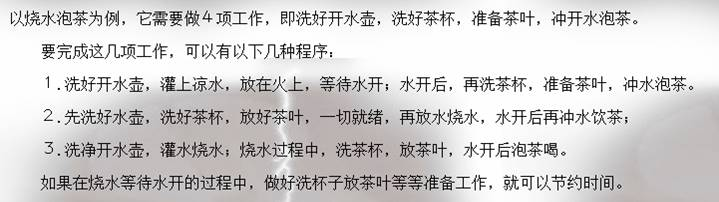 以烧水泡茶为例，它需要做4项工作，即洗好开水壶，洗好茶杯，准备茶叶，冲开水泡茶。
要完成这几项工作，可以有以下几种程序：
1.洗好开水壶，灌上凉水，放在火上，等待水开；水开后，再洗茶杯，准备茶叶，冲水泡茶。
2.先洗好水壶，洗好茶杯，放好茶叶，一切就绪，再放水烧水，水开后再冲水饮茶；
3.洗净开水壶，灌水烧水；烧水过程中，洗茶杯，放茶叶，水开后泡茶喝。
如果在烧水等待水开的过程中，做好洗杯子放茶叶等等准备工作，就可以节约时间。